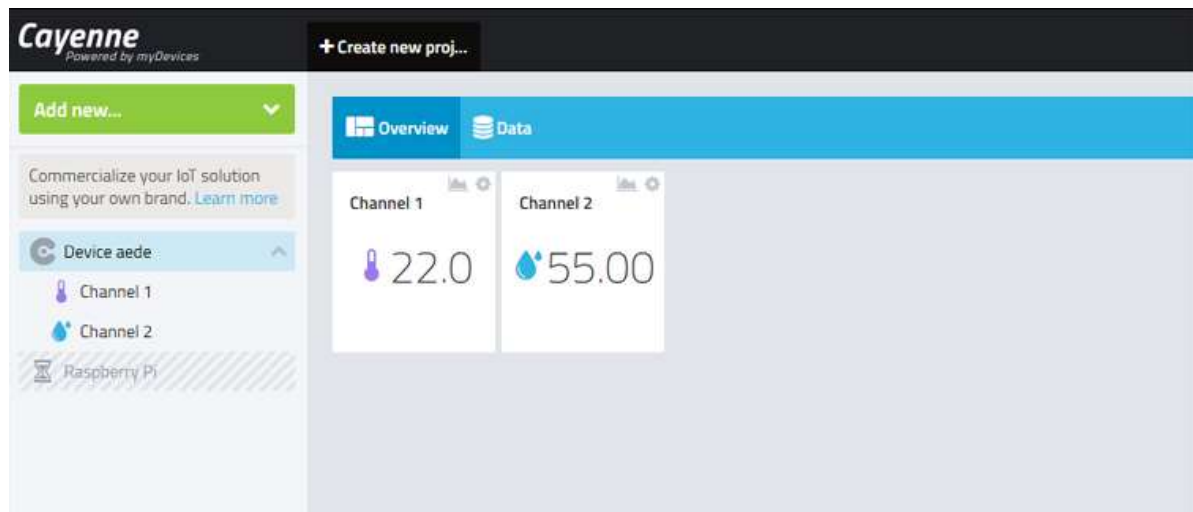 Cayenne
Powered by myDevices
+ Create new proj...
Add new...
Commercialize your IoT solution
using your own brand. Learn more
Device aede
Channel 1
Channel 2
Raspberry Pi
Overview
Data
Channel 1
22.0
Channel 2
55.00